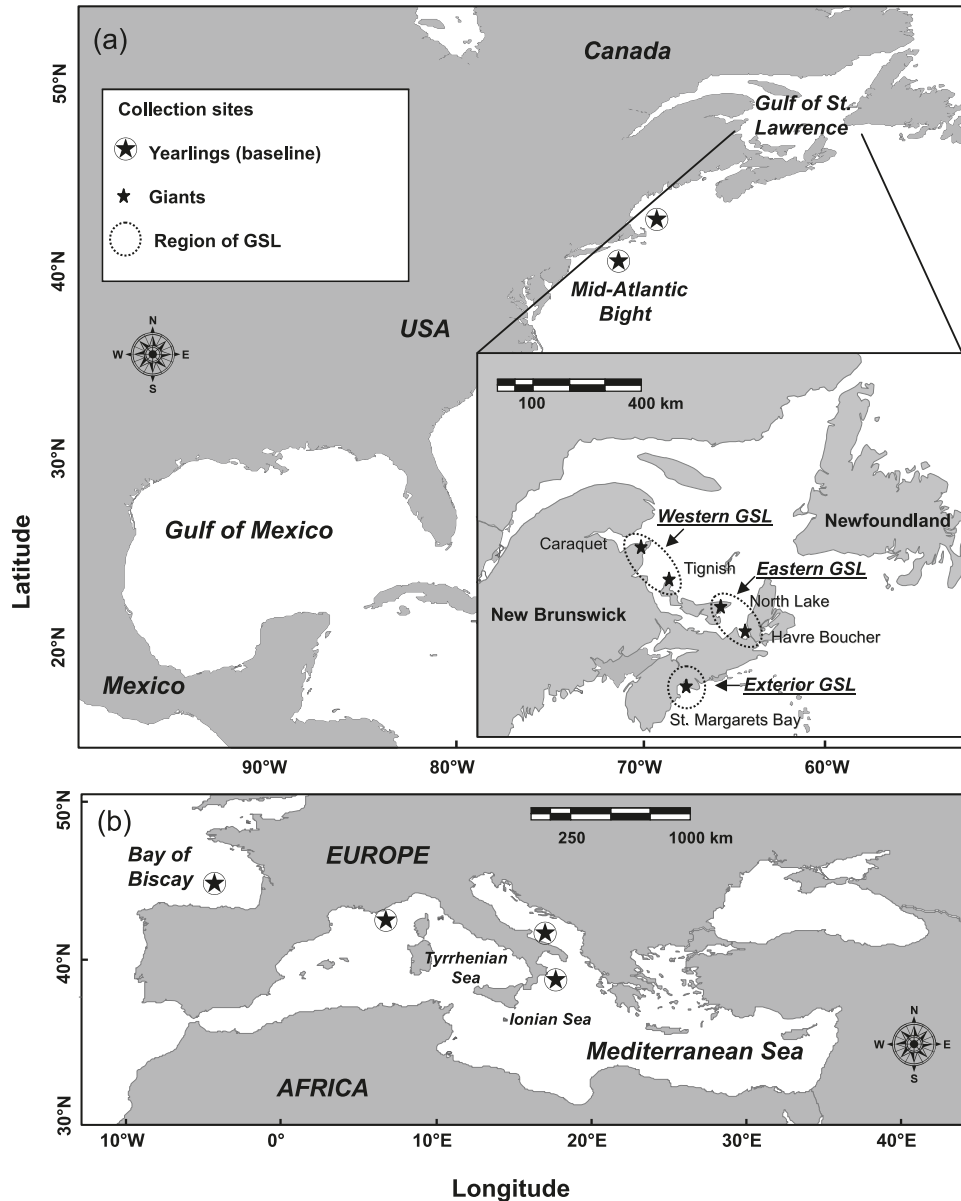 (a)
Canada
50°N
40°N
30°N
20°N
Latitude
Collection sites
Yearlings (baseline)
Giants
Region of GSL
Gulf of St.
Lawrence
Mid-Atlantic
Bight
USA
N
W
E
S
Gulf of Mexico
Mexico
100
400 km
Western GSL
Newfoundland
Caraquet
Tignish
Eastern GSL
North Lake
New Brunswick
Havre Boucher
Exterior GSL
St. Margarets Bay
90°W
80°W
70°W
60°W
(b)
50°N
40°N
30°N
250
1000 km
Bay of
Biscay
EUROPE
Tyrrhenian
Sea
Ionian Sea
Mediterranean Sea
AFRICA
N
W
E
S
10°W
0°
10°E
20°E
30°E
40°E
Longitude